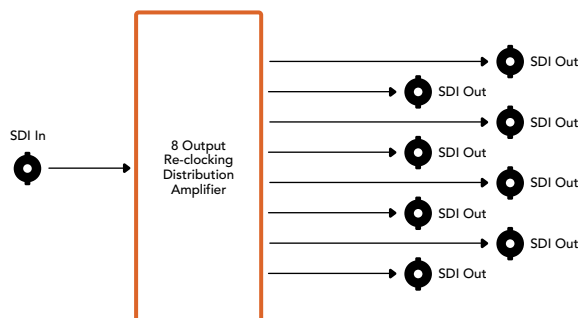 SDI In
8 Output
Re-clocking
Distribution
Amplifier
SDI Out
SDI Out
SDI Out
SDI Out
SDI Out
SDI Out
SDI Out
SDI Out